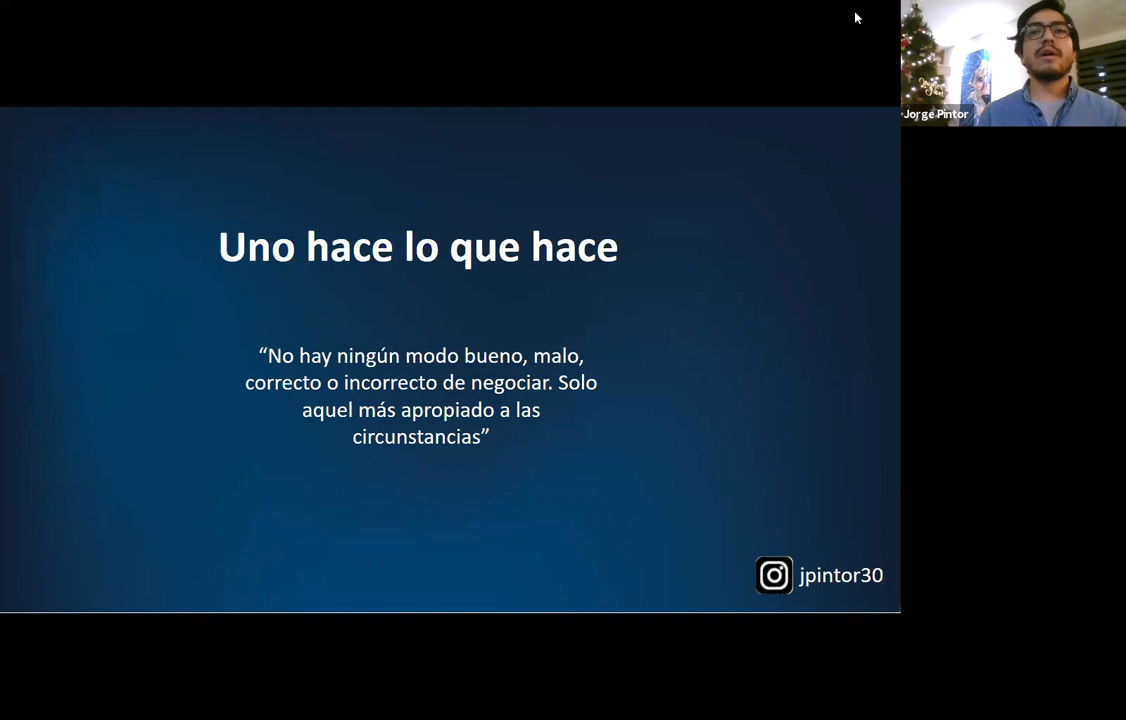 Jorge Pintor
Uno hace lo que hace
“No hay ningún modo bueno, malo,
correcto o incorrecto de negociar. Solo
aquel más apropiado a las
circunstancias”
jpintor30